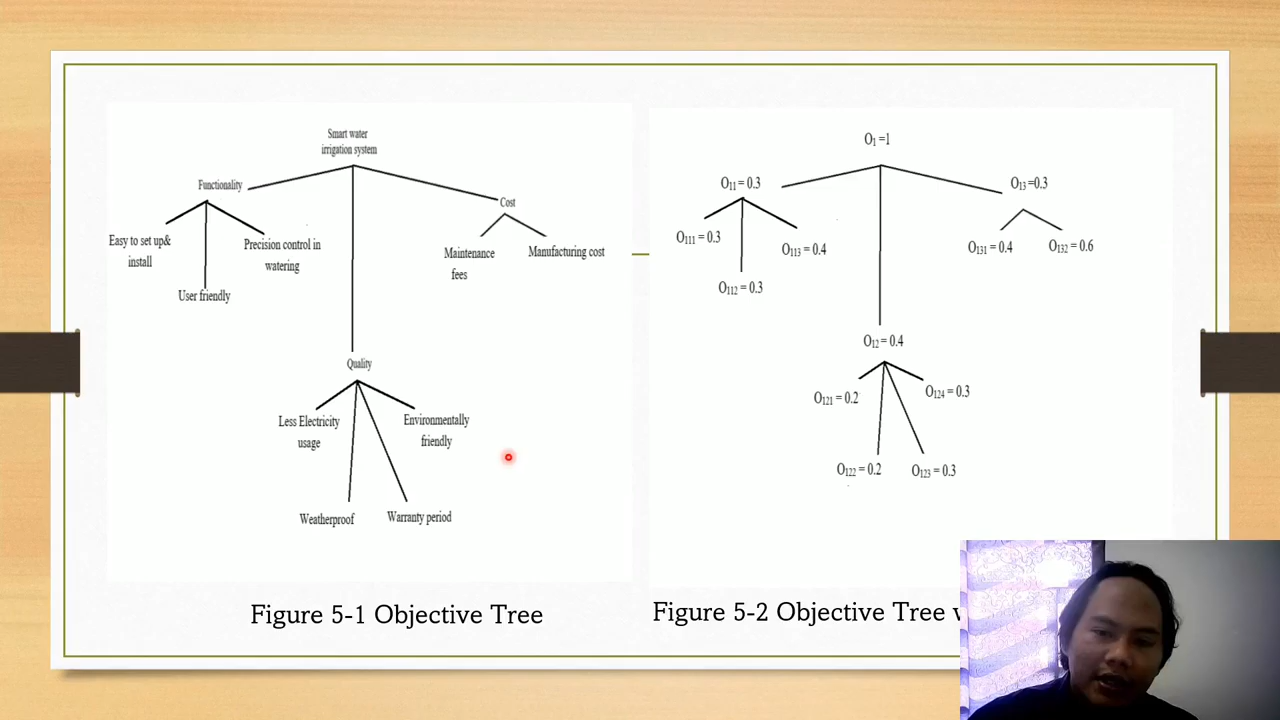 Smart water
irrigation system
Functionality
Cost
Easy to set up&
install
Precision control in
watering
User friendly
Maintenance
fees
Manufacturing cost
Quality
Less Electricity
usage
Environmentally
friendly
Weatherproof
Warranty period
Figure 5-1 Objective Tree
O₁ =1
O₁₁ = 0.3
O₁₃ =0.3
O₁₁₁ = 0.3
O₁₁₃ = 0.4
O₁₁₂ = 0.3
O₁₃₁ = 0.4
O₁₃₂ = 0.6
O₁₂ = 0.4
O₁₂₁ = 0.2
O₁₂₄ = 0.3
O₁₂₂ = 0.2
O₁₂₃ = 0.3
Figure 5-2 Objective Tree